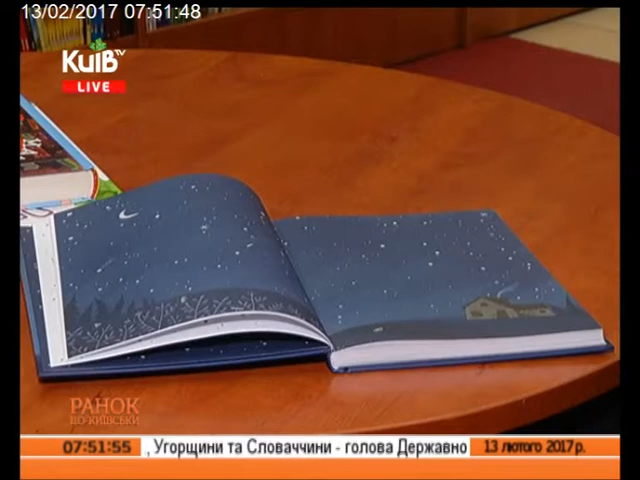 13/02/2017 07:51:48
КиїВ TV
LIVE
РАНОК
ПО-КИЇВСЬКИ
07:51:55 , Угорщини та Словаччини - голова Державно 13 лютого 2017р.